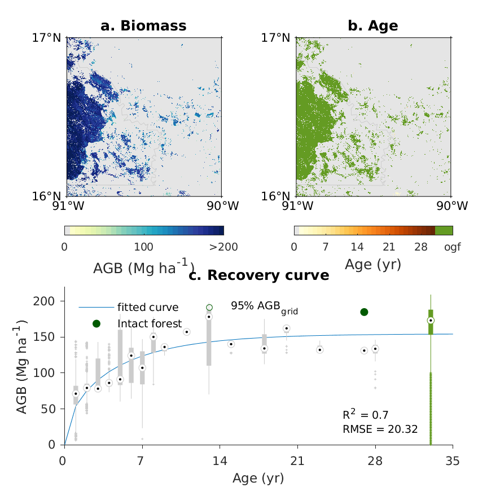 a. Biomass
b. Age
17°N
17°N
16°N
16°N
91°W
90°W
91°W
90°W
0
100
>200
0
7
14
21
28
ogf
AGB (Mg ha⁻¹)
Age (yr)
c. Recovery curve
200
150
100
50
0
AGB (Mg ha⁻¹)
fitted curve
95% AGB_grid
Intact forest
R² = 0.7
RMSE = 20.32
0
7
14
21
28
35
Age (yr)